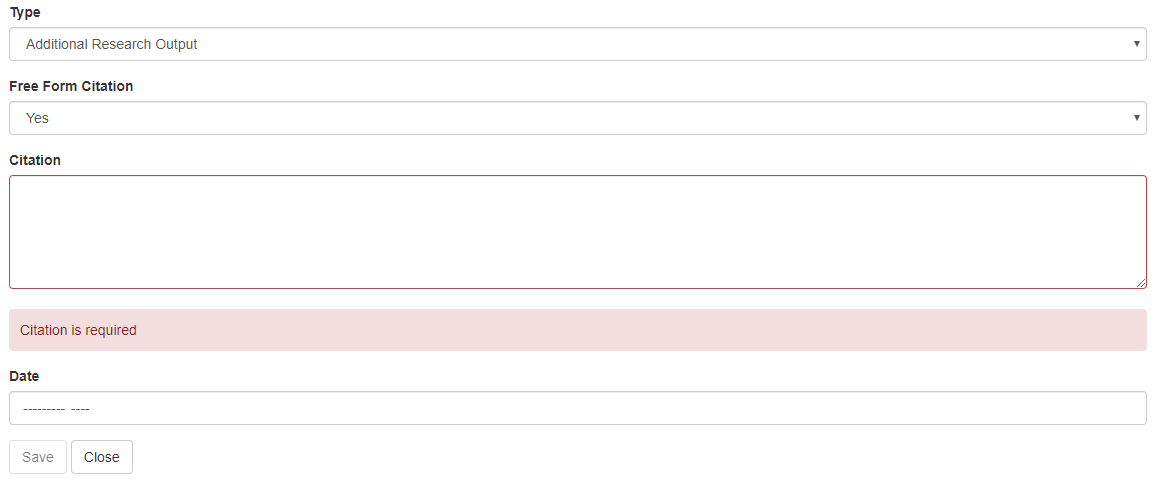 Type
Additional Research Output
Free Form Citation
Yes
Citation
Citation is required
Date
--------- ----
Save Close